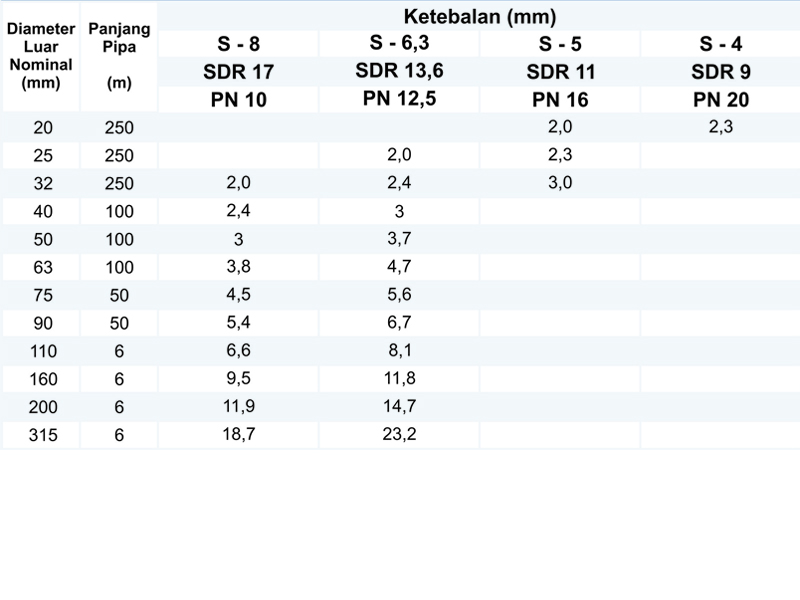 Diameter Luar Nominal (mm) Panjang Pipa (m) Ketebalan (mm)
S - 8 S - 6,3 S - 5 S - 4
SDR 17 SDR 13,6 SDR 11 SDR 9
PN 10 PN 12,5 PN 16 PN 20
20 250 2,0 2,3
25 250 2,0 2,3
32 250 2,0 2,4 3,0
40 100 2,4 3
50 100 3 3,7
63 100 3,8 4,7
75 50 4,5 5,6
90 50 5,4 6,7
110 6 6,6 8,1
160 6 9,5 11,8
200 6 11,9 14,7
315 6 18,7 23,2